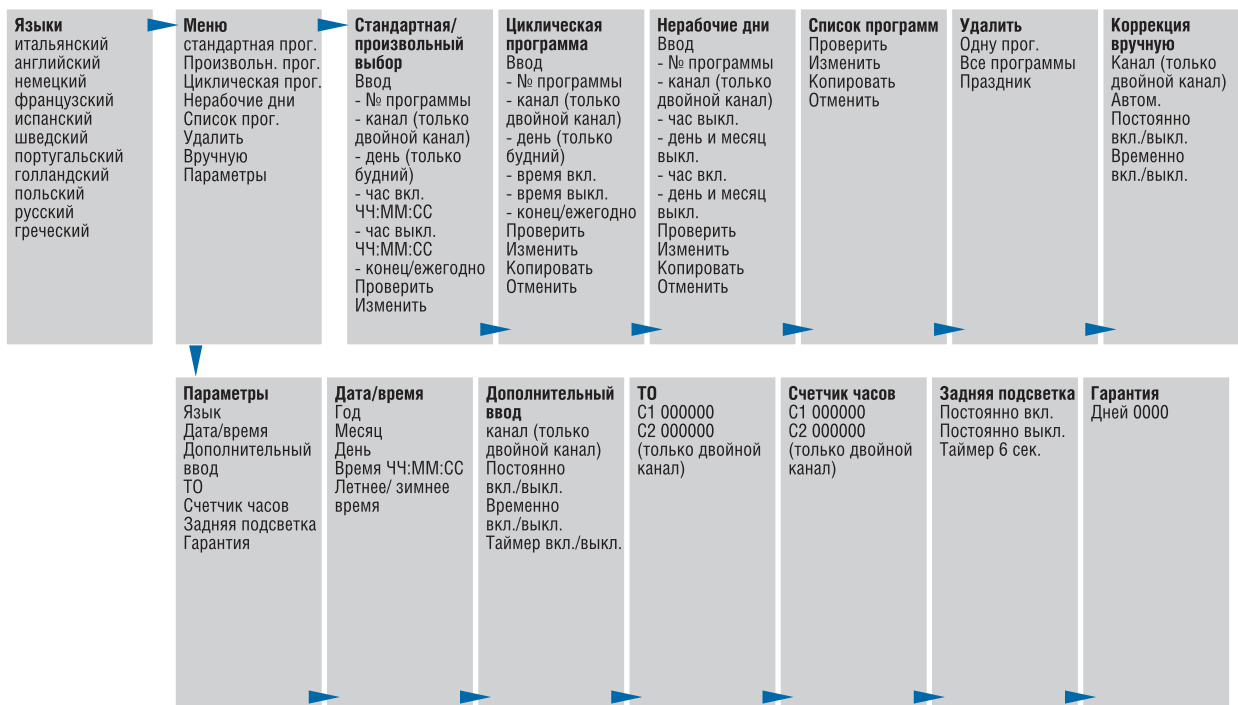 Языки
итальянский
английский
немецкий
французский
испанский
шведский
португальский
голландский
польский
русский
греческий
Меню
стандартная прог.
Произвольн. прог.
Циклическая прог.
Нерабочие дни
Список прог.
Удалить
Вручную
Параметры
Стандартная/
произвольный
выбор
Ввод
- № программы
- канал (только
двойной канал)
- день (только
будний)
- час вкл.
ЧЧ:ММ:СС
- час выкл.
ЧЧ:ММ:СС
- конец/ежегодно
Проверить
Изменить
Циклическая
программа
Ввод
- № программы
- канал (только
двойной канал)
- день (только
будний)
- время вкл.
- время выкл.
- конец/ежегодно
Проверить
Изменить
Копировать
Отменить
Нерабочие дни
Ввод
- № программы
- канал (только
двойной канал)
- час выкл.
- день и месяц
выкл.
- час вкл.
- день и месяц
выкл.
Проверить
Изменить
Копировать
Отменить
Список программ
Проверить
Изменить
Копировать
Отменить
Удалить
Одну прог.
Все программы
Праздник
Коррекция
вручную
Канал (только
двойной канал)
Автом.
Постоянно
вкл./выкл.
Временно
вкл./выкл.
Параметры
Язык
Дата/время
Дополнительный
ввод
ТО
Счетчик часов
Задняя подсветка
Гарантия
Дата/время
Год
Месяц
День
Время ЧЧ:ММ:СС
Летнее/ зимнее
время
Дополнительный
ввод
канал (только
двойной канал)
Постоянно
вкл./выкл.
Временно
вкл./выкл.
Таймер вкл./выкл.
ТО
С1 000000
С2 000000
(только двойной
канал)
Счетчик часов
С1 000000
С2 000000
(только двойной
канал)
Задняя подсветка
Постоянно вкл.
Постоянно выкл.
Таймер 6 сек.
Гарантия
Дней 0000